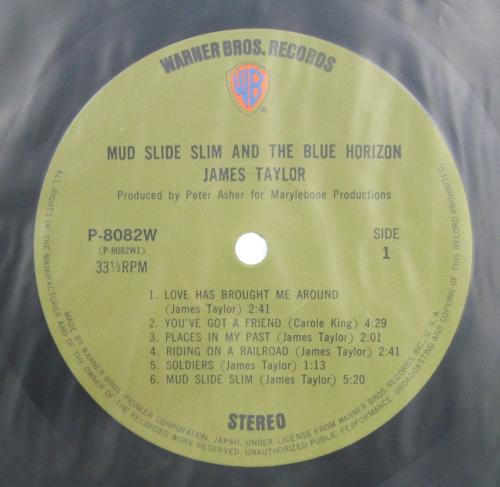 WARNER BROS. RECORDS
WB
®
MUD SLIDE SLIM AND THE BLUE HORIZON
JAMES TAYLOR
Produced by Peter Asher for Marylebone Productions
P-8082W
(P-8082W1)
33⅓RPM
SIDE
1
1. LOVE HAS BROUGHT ME AROUND
(James Taylor) 2:41
2. YOU'VE GOT A FRIEND (Carole King) 4:29
3. PLACES IN MY PAST (James Taylor) 2:01
4. RIDING ON A RAILROAD (James Taylor) 2:41
5. SOLDIERS (James Taylor) 1:13
6. MUD SLIDE SLIM (James Taylor) 5:20
STEREO
MADE BY WARNER BROS. PIONEER CORPORATION, JAPAN, UNDER LICENSE FROM WARNER BROS. RECORDS INC. U.S.A.
ALL RIGHTS OF THE MANUFACTURER AND OF THE OWNER OF THE RECORDED WORK RESERVED. UNAUTHORIZED PUBLIC PERFORMANCE, BROADCASTING AND COPYING OF THIS RECORD PROHIBITED.